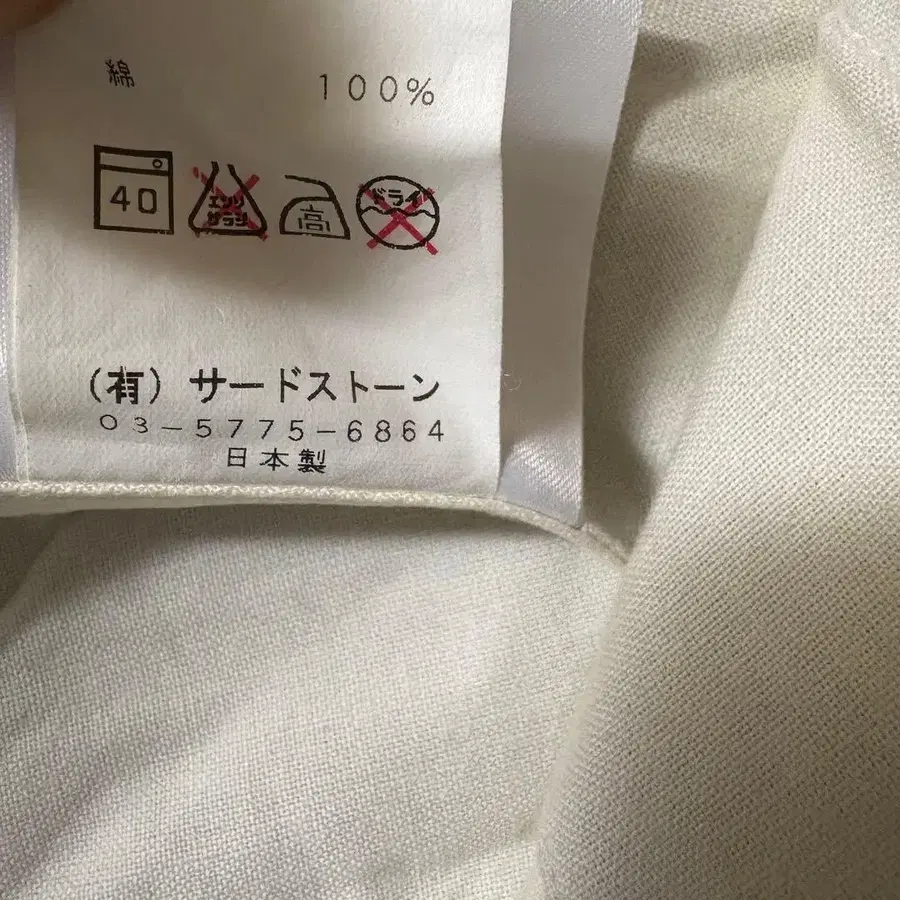 綿 100%
40 エンソ サラシ 高 ドライ
(有) サードストーン
03-5775-6864
日本製